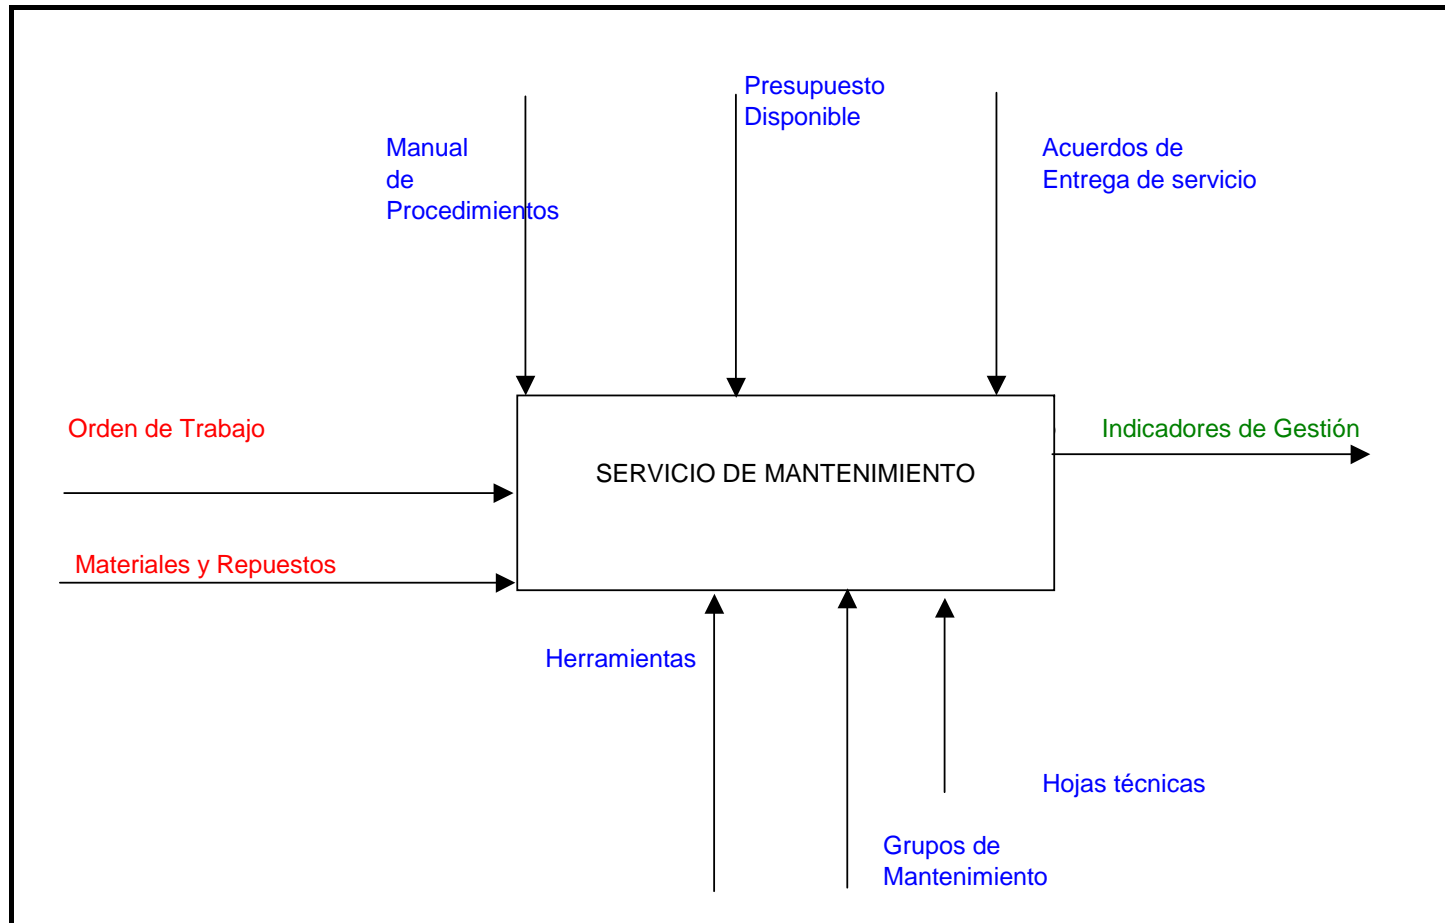 Presupuesto
Disponible
Manual
de
Procedimientos
Acuerdos de
Entrega de servicio
Orden de Trabajo
Indicadores de Gestión
SERVICIO DE MANTENIMIENTO
Materiales y Repuestos
Herramientas
Hojas técnicas
Grupos de
Mantenimiento